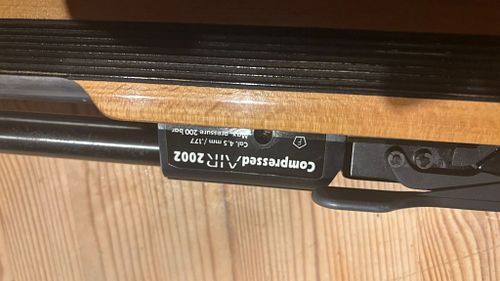 CompressedAIR 2002
Cal. 4,5 mm / .177
Max pressure 200 bar
F